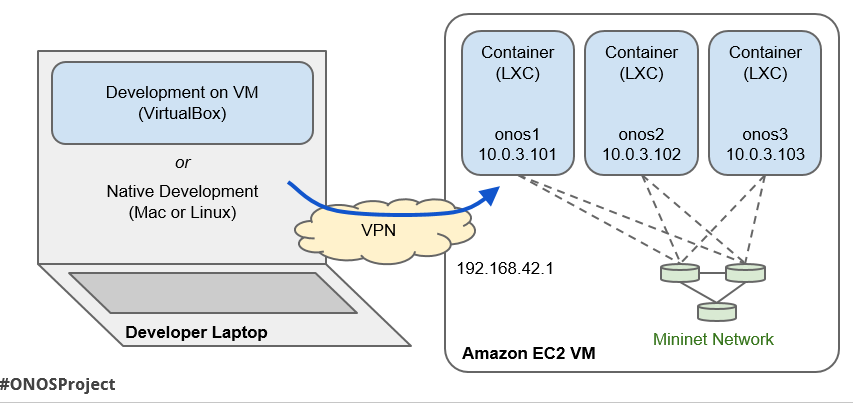 Development on VM
(VirtualBox)
or
Native Development
(Mac or Linux)
Developer Laptop
VPN
Container
(LXC)
onos1
10.0.3.101
Container
(LXC)
onos2
10.0.3.102
Container
(LXC)
onos3
10.0.3.103
192.168.42.1
Mininet Network
Amazon EC2 VM
#ONOSProject